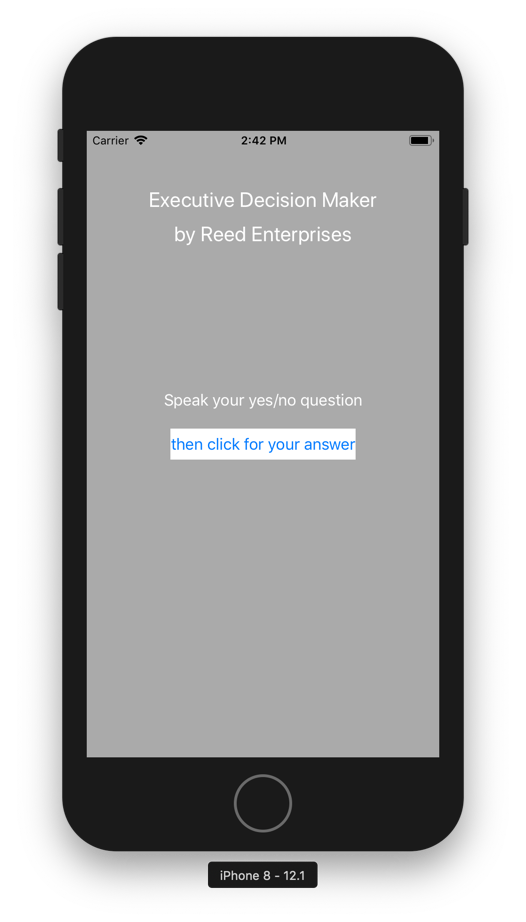 Carrier 2:42 PM
Executive Decision Maker
by Reed Enterprises
Speak your yes/no question
then click for your answer
iPhone 8 - 12.1